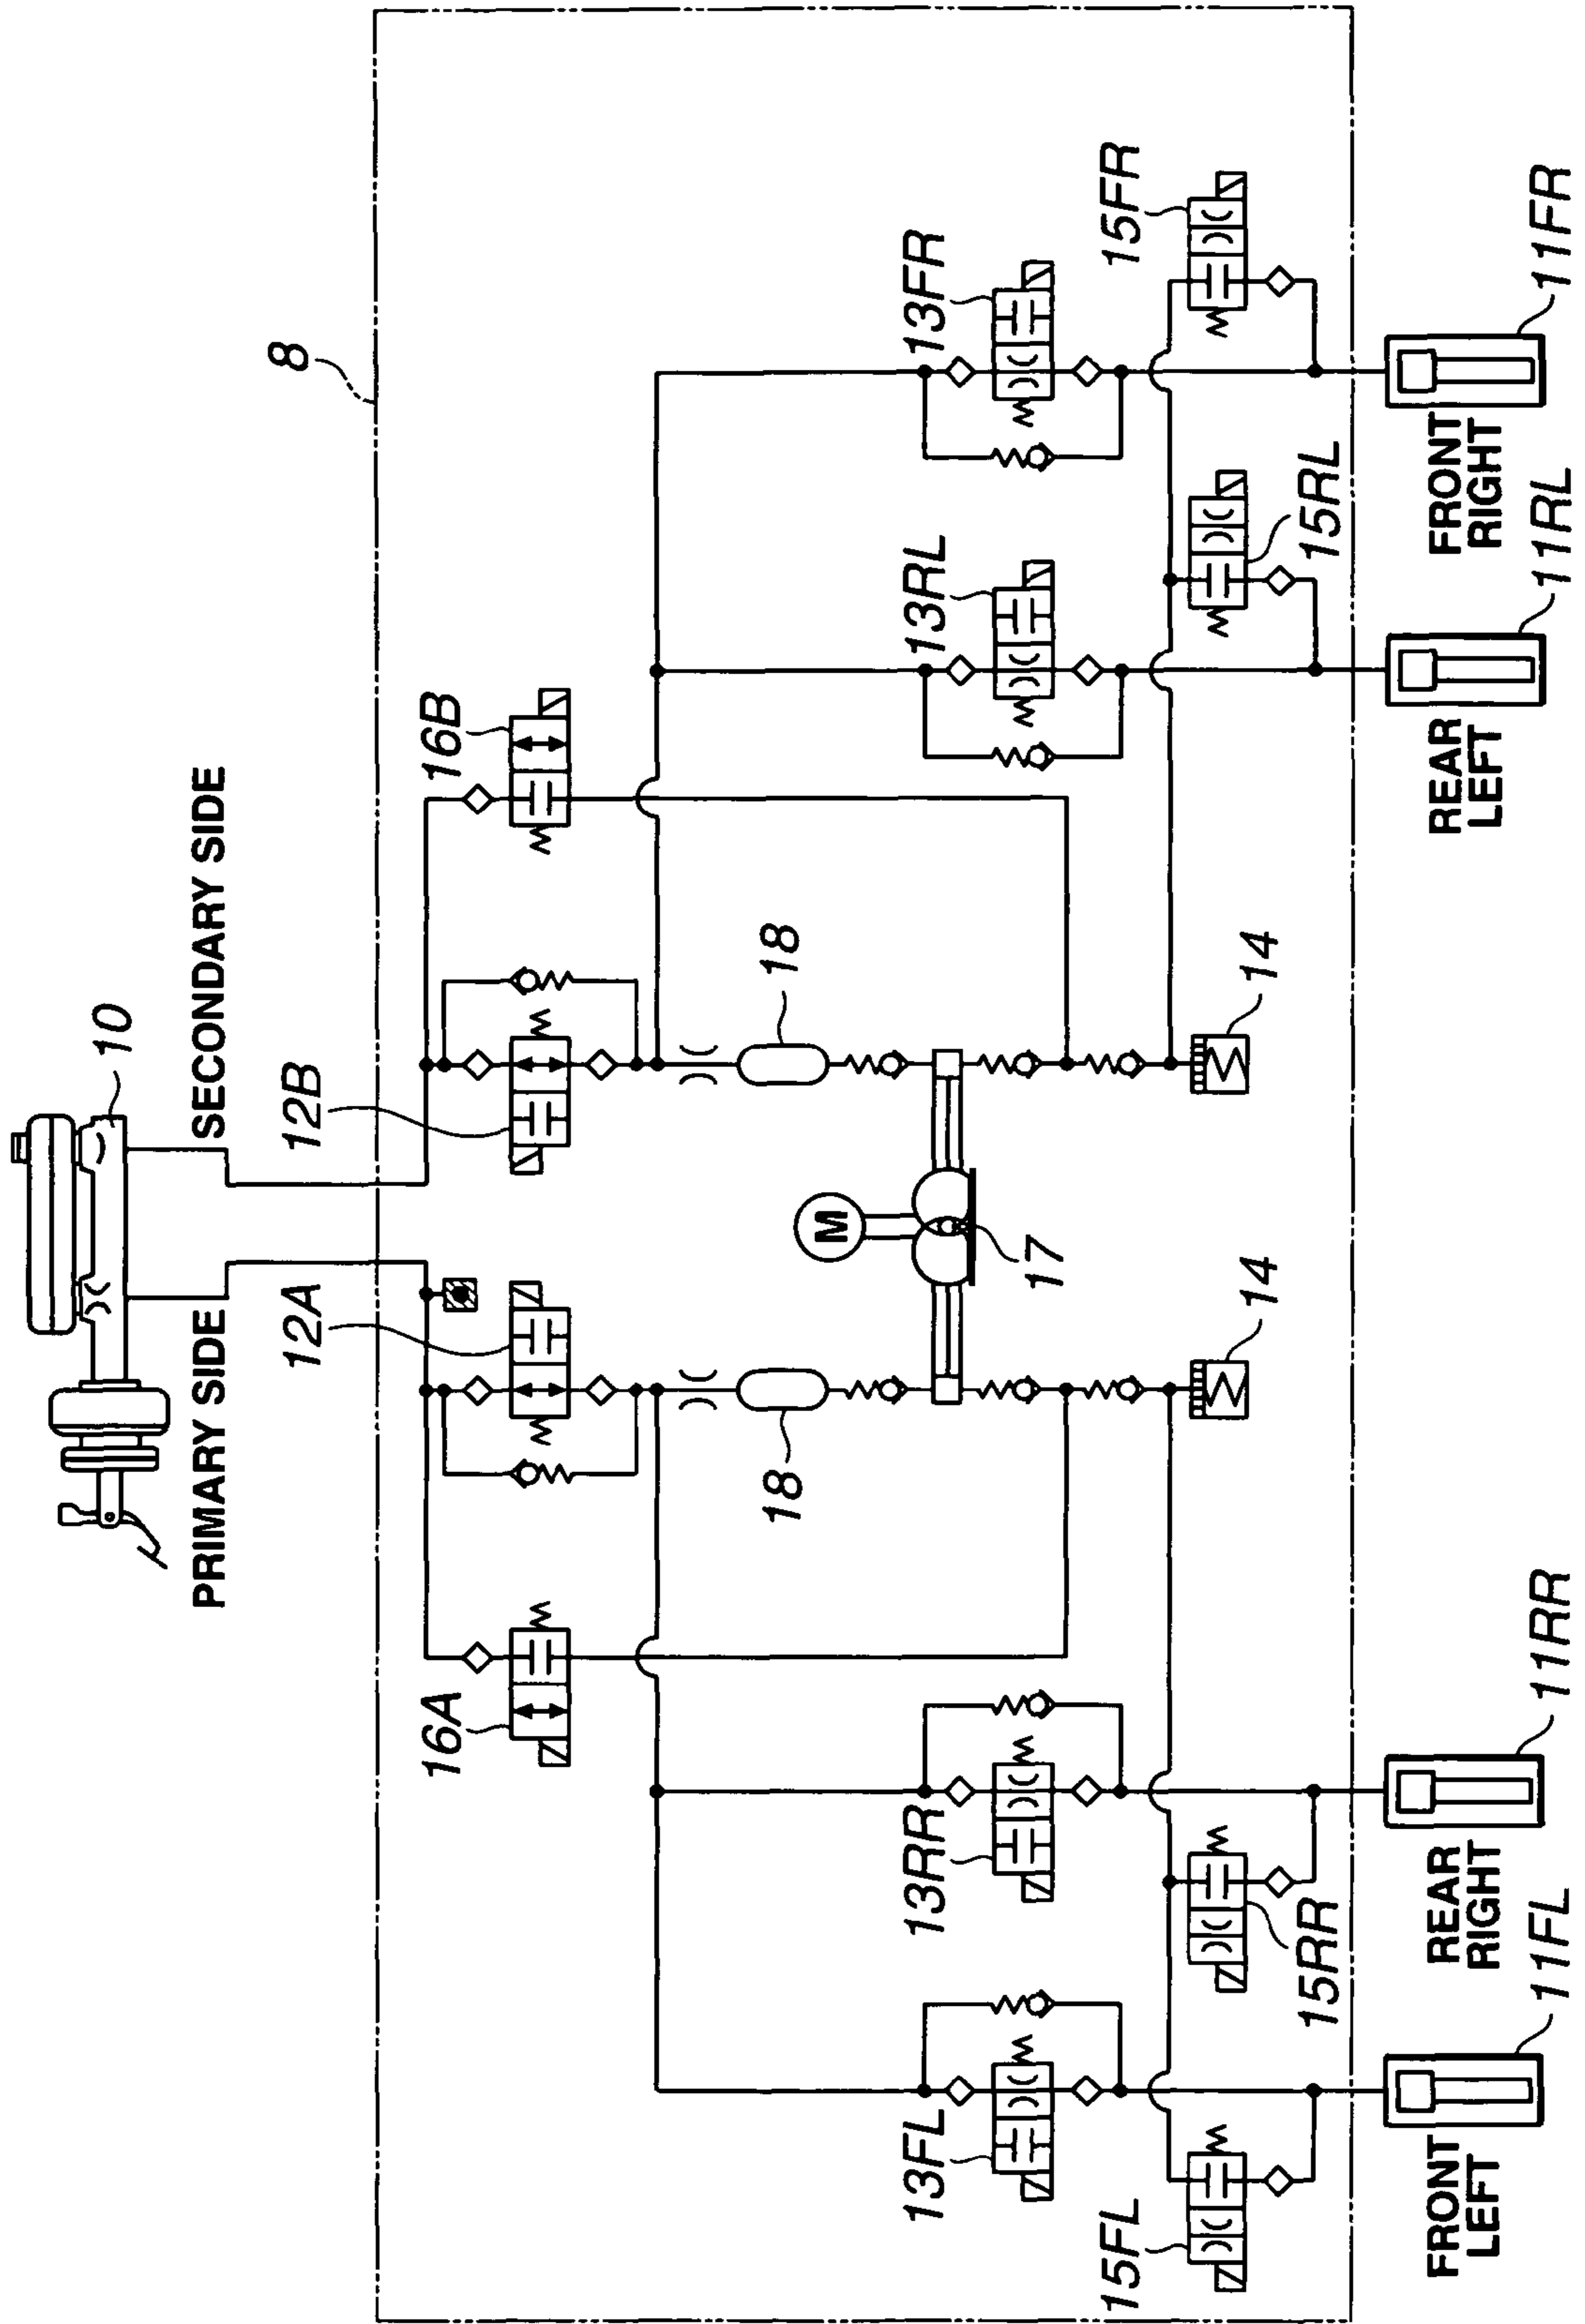 10
PRIMARY SIDE
SECONDARY SIDE
8
12A
12B
16A
16B
18
18
M
17
13FL
13RR
13RL
13FR
14
14
15FL
15RR
15RL
15FR
FRONT
LEFT
11FL
REAR
RIGHT
11RR
REAR
LEFT
11RL
FRONT
RIGHT
11FR